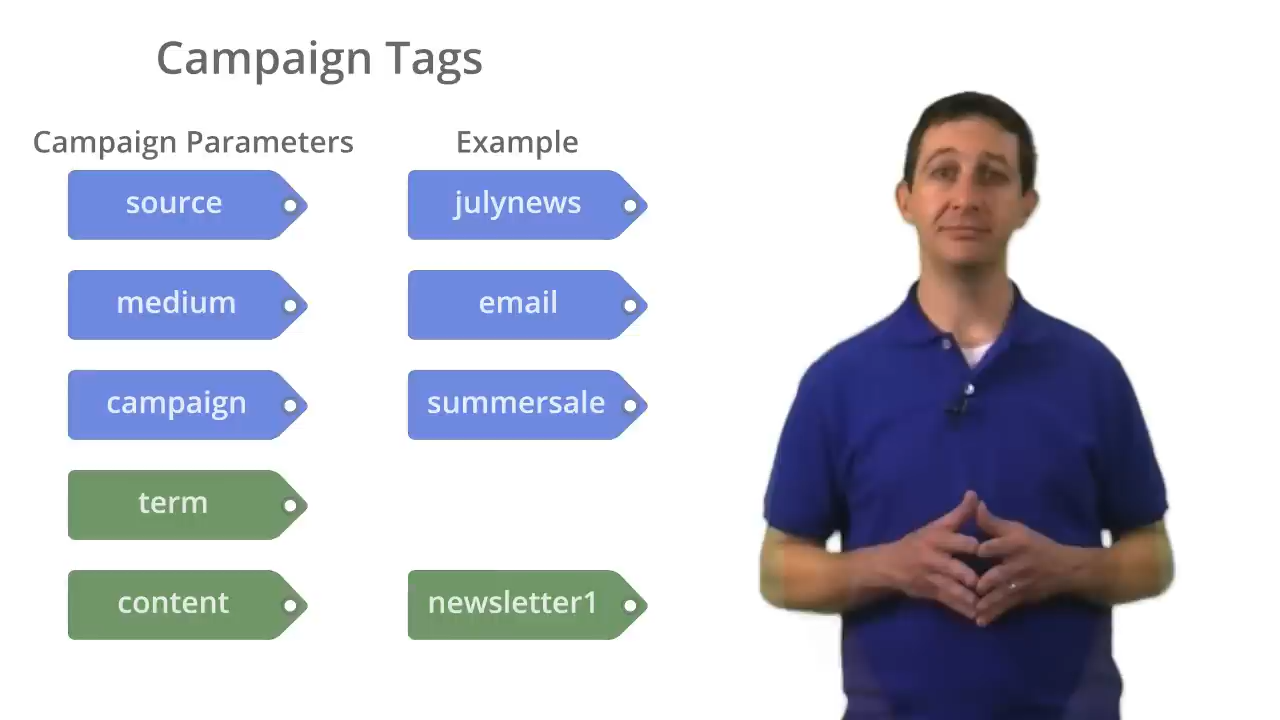 Campaign Tags
Campaign Parameters Example
source julynews
medium email
campaign summersale
term
content newsletter1